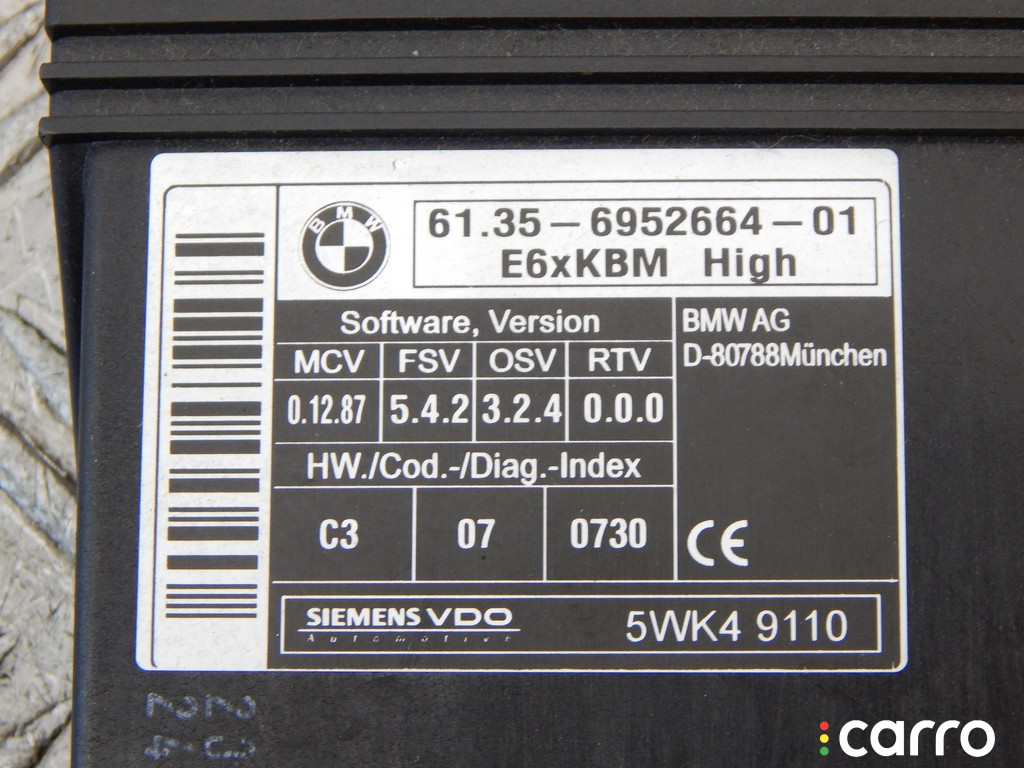 BMW
61.35-6952664-01
E6xKBM High
Software, Version
MCV FSV OSV RTV
0.12.87 5.4.2 3.2.4 0.0.0
HW./Cod.-/Diag.-Index
C3 07 0730
BMW AG
D-80788München
CE
SIEMENS VDO
Automotive
5WK4 9110
carro